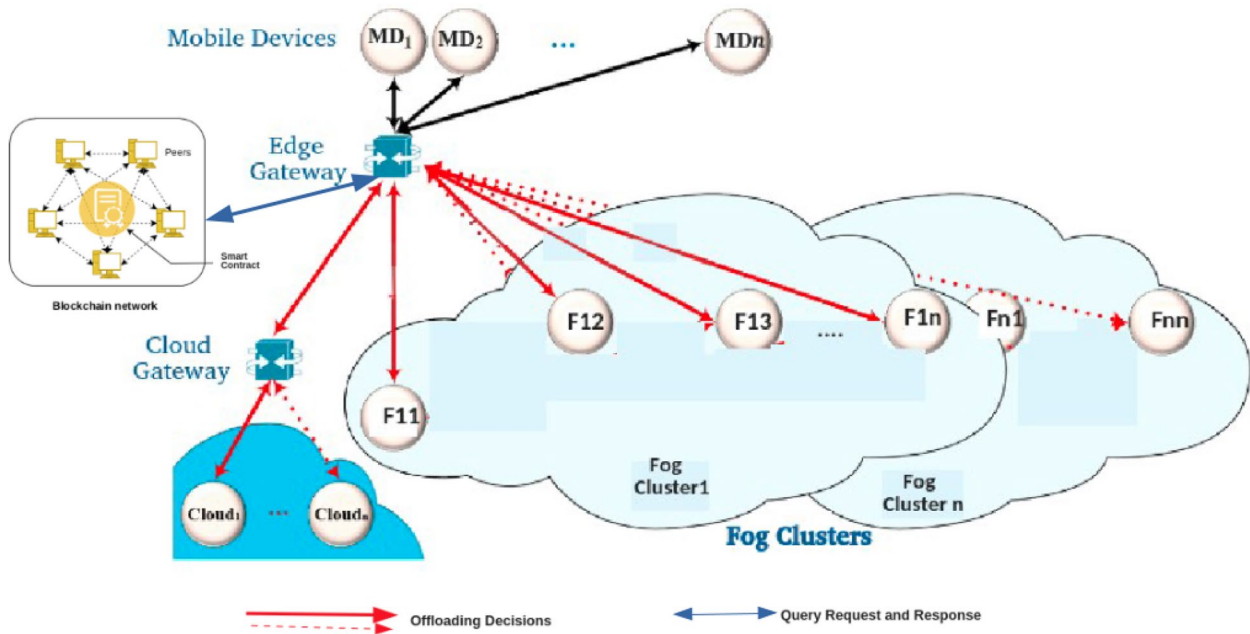 Mobile Devices
MD1
MD2
...
MDn
Peers
Edge
Gateway
Smart
Contract
Blockchain network
F12
F13
....
F1n
Fn1
Fnn
Cloud
Gateway
F11
Fog
Cluster1
Fog
Cluster n
Cloud1
...
Cloudn
Fog Clusters
Offloading Decisions
Query Request and Response